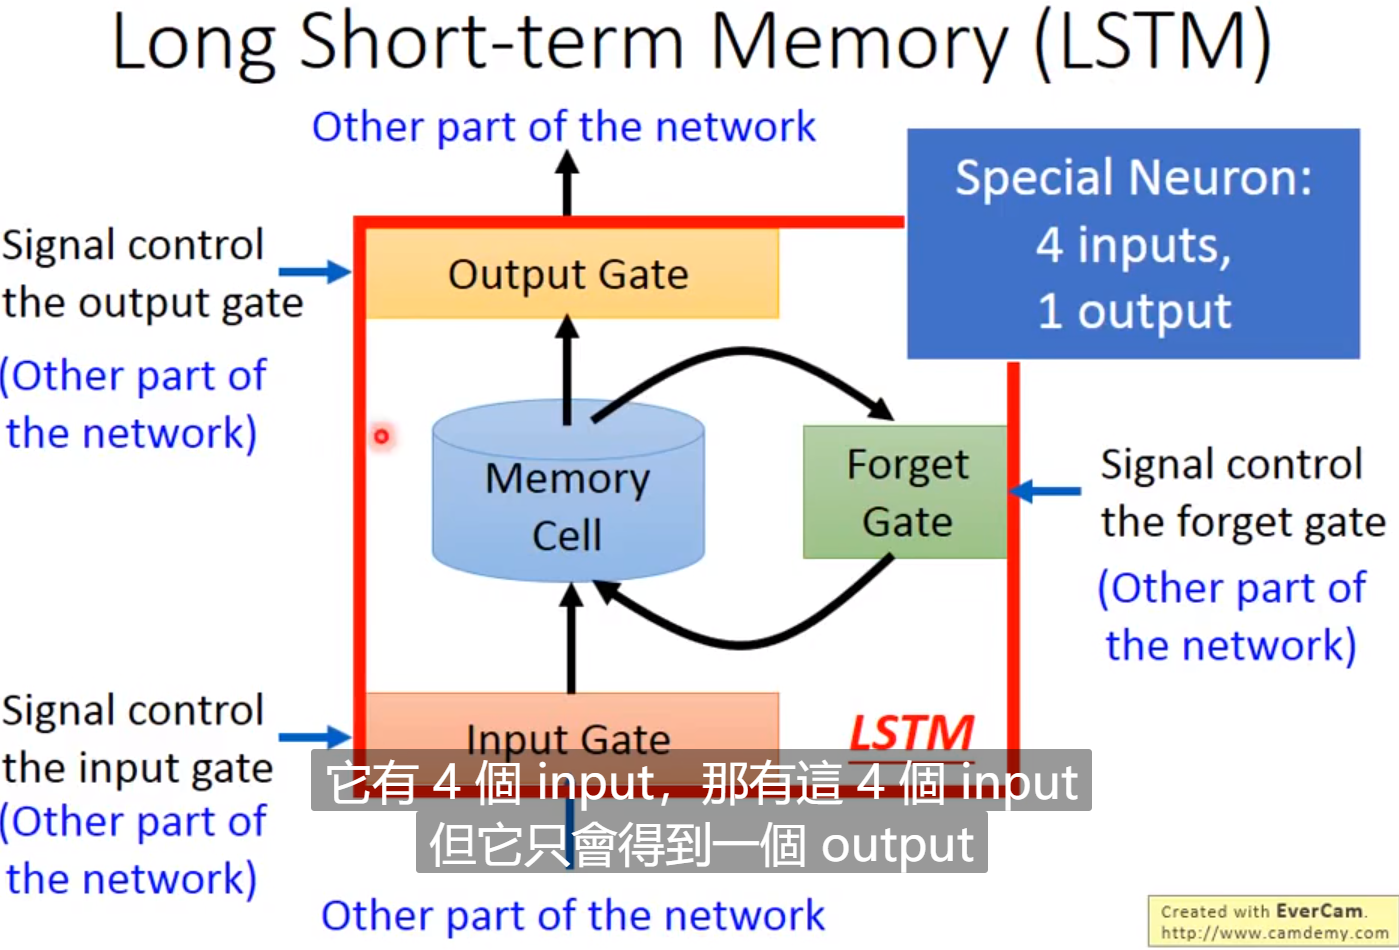 Long Short-term Memory (LSTM)
Other part of the network
Special Neuron:
4 inputs,
1 output
Signal control
the output gate
(Other part of
the network)
Output Gate
Memory
Cell
Forget
Gate
Signal control
the forget gate
(Other part of
the network)
Signal control
the input gate
(Other part of
the network)
Input Gate
LSTM
它有 4 個 input，那有這 4 個 input
但它只會得到一個 output
Other part of the network
Created with EverCam.
http://www.camdemy.com